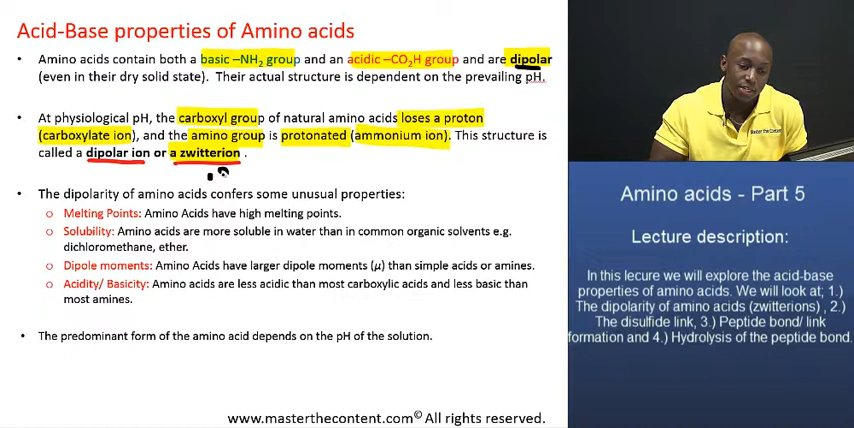 Acid-Base properties of Amino acids
• Amino acids contain both a basic –NH2 group and an acidic –CO2H group and are dipolar
(even in their dry solid state). Their actual structure is dependent on the prevailing pH.
• At physiological pH, the carboxyl group of natural amino acids loses a proton
(carboxylate ion), and the amino group is protonated (ammonium ion). This structure is
called a dipolar ion or a zwitterion .
• The dipolarity of amino acids confers some unusual properties:
o Melting Points: Amino Acids have high melting points.
o Solubility: Amino acids are more soluble in water than in common organic solvents e.g.
dichloromethane, ether.
o Dipole moments: Amino Acids have larger dipole moments (μ) than simple acids or amines.
o Acidity/ Basicity: Amino acids are less acidic than most carboxylic acids and less basic than
most amines.
• The predominant form of the amino acid depends on the pH of the solution.
www.masterthecontent.com© All rights reserved.
Master the Content
Amino acids - Part 5
Lecture description:
In this lecure we will explore the acid-base
properties of amino acids. We will look at; 1.)
The dipolarity of amino acids (zwitterions) , 2.)
The disulfide link, 3.) Peptide bond/ link
formation and 4.) Hydrolysis of the peptide bond.